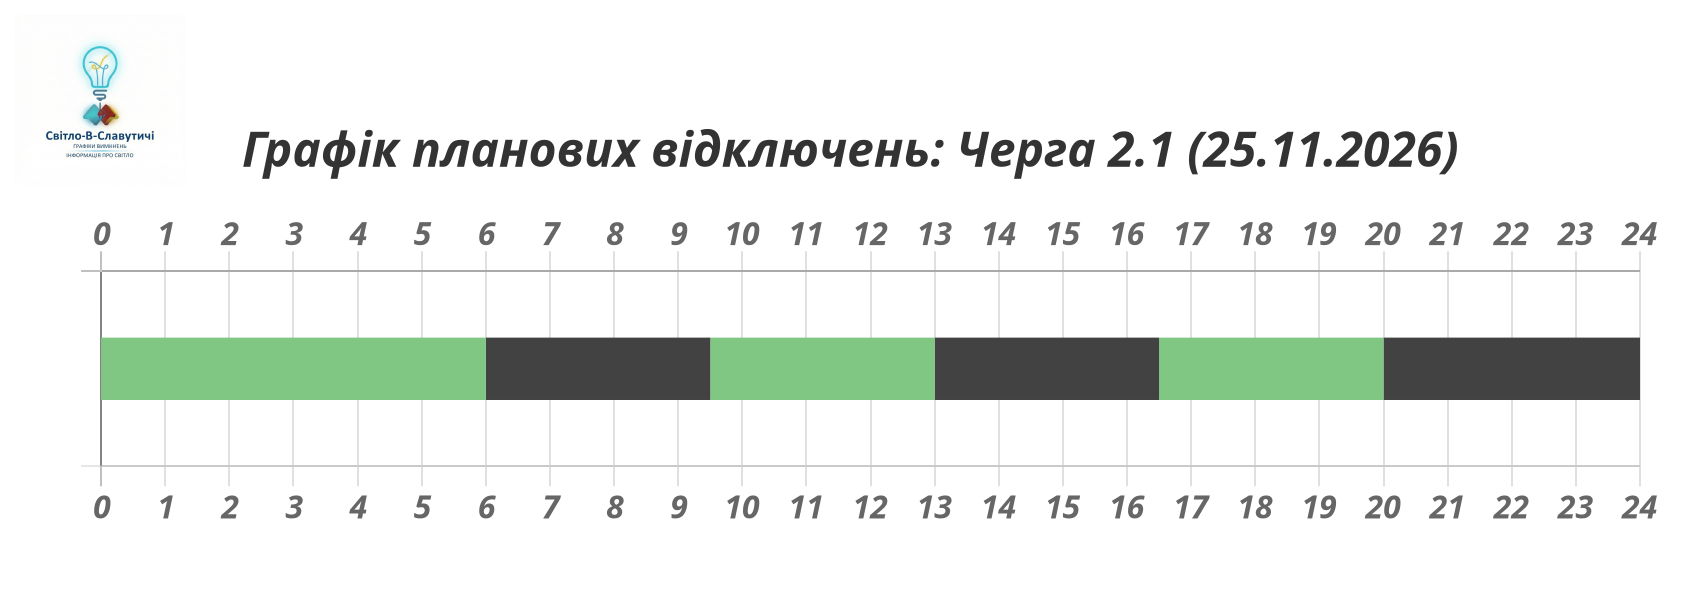 Світло-В-Славутичі
ГРАФІКИ ВИМКНЕНЬ
ІНФОРМАЦІЯ ПРО СВІТЛО
Графік планових відключень: Черга 2.1 (25.11.2026)
0 1 2 3 4 5 6 7 8 9 10 11 12 13 14 15 16 17 18 19 20 21 22 23 24
0 1 2 3 4 5 6 7 8 9 10 11 12 13 14 15 16 17 18 19 20 21 22 23 24